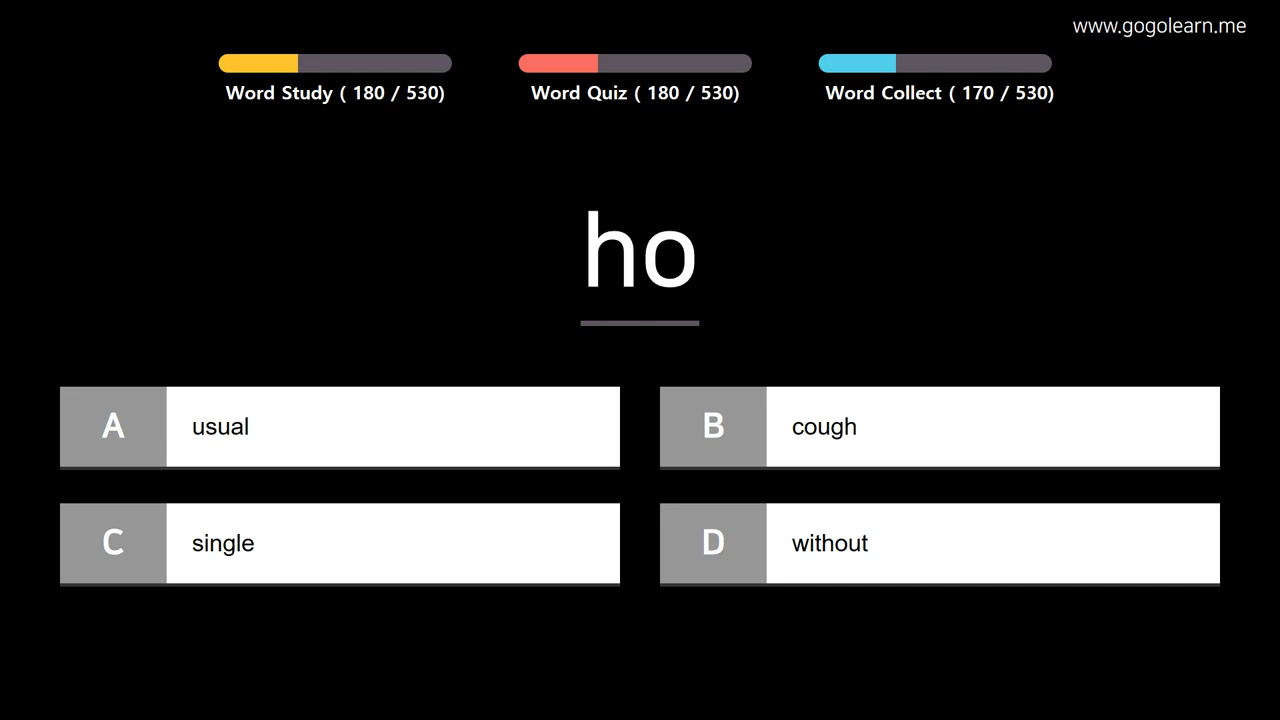 www.gogolearn.me
Word Study ( 180 / 530)
Word Quiz ( 180 / 530)
Word Collect ( 170 / 530)
ho
A usual
B cough
C single
D without